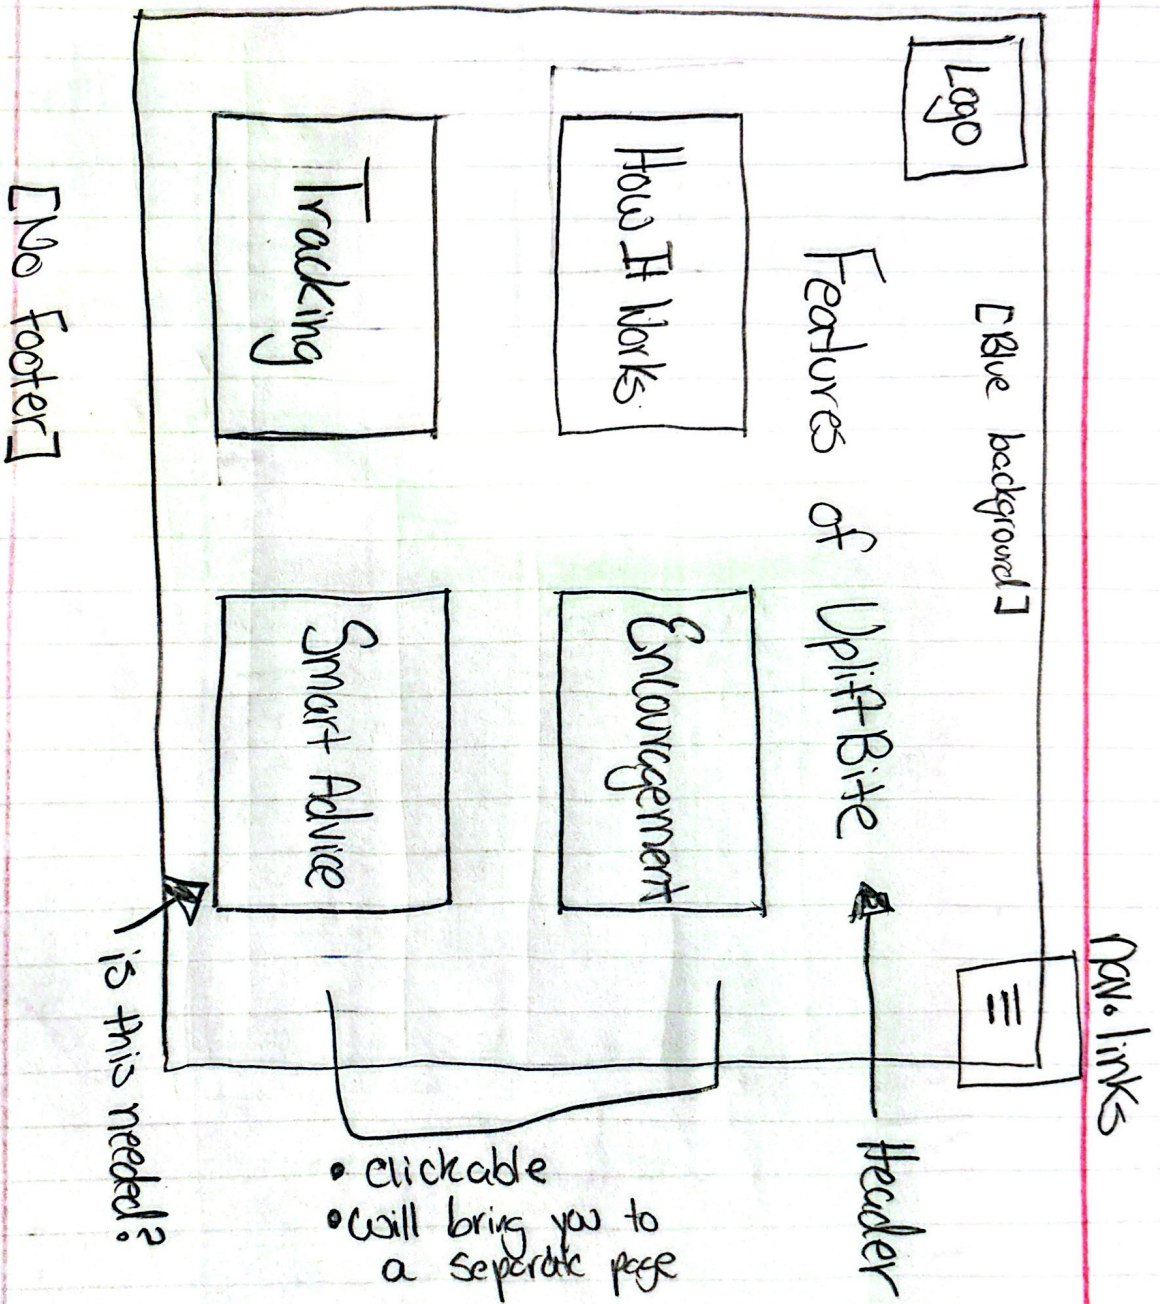 nav. links
Logo
[Blue background]
☰
Features of UpliftBite
Header
How It Works
Encouragement
Tracking
Smart Advice
• clickable
• will bring you to
a separate page
is this needed?
[No footer]